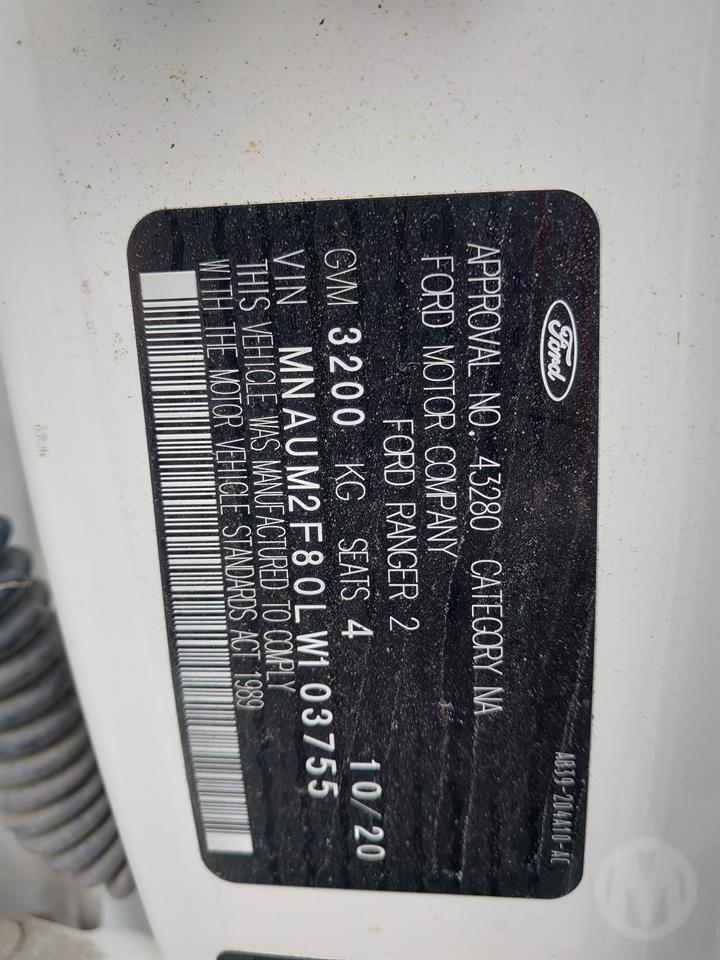 Ford
APPROVAL NO. 43280 CATEGORY NA
FORD MOTOR COMPANY
FORD RANGER 2
GVM 3200 KG SEATS 4 10/20
VIN MNAUM2F80LW103755
THIS VEHICLE WAS MANUFACTURED TO COMPLY
WITH THE MOTOR VEHICLE STANDARDS ACT 1989
AB39-204410-AC
M